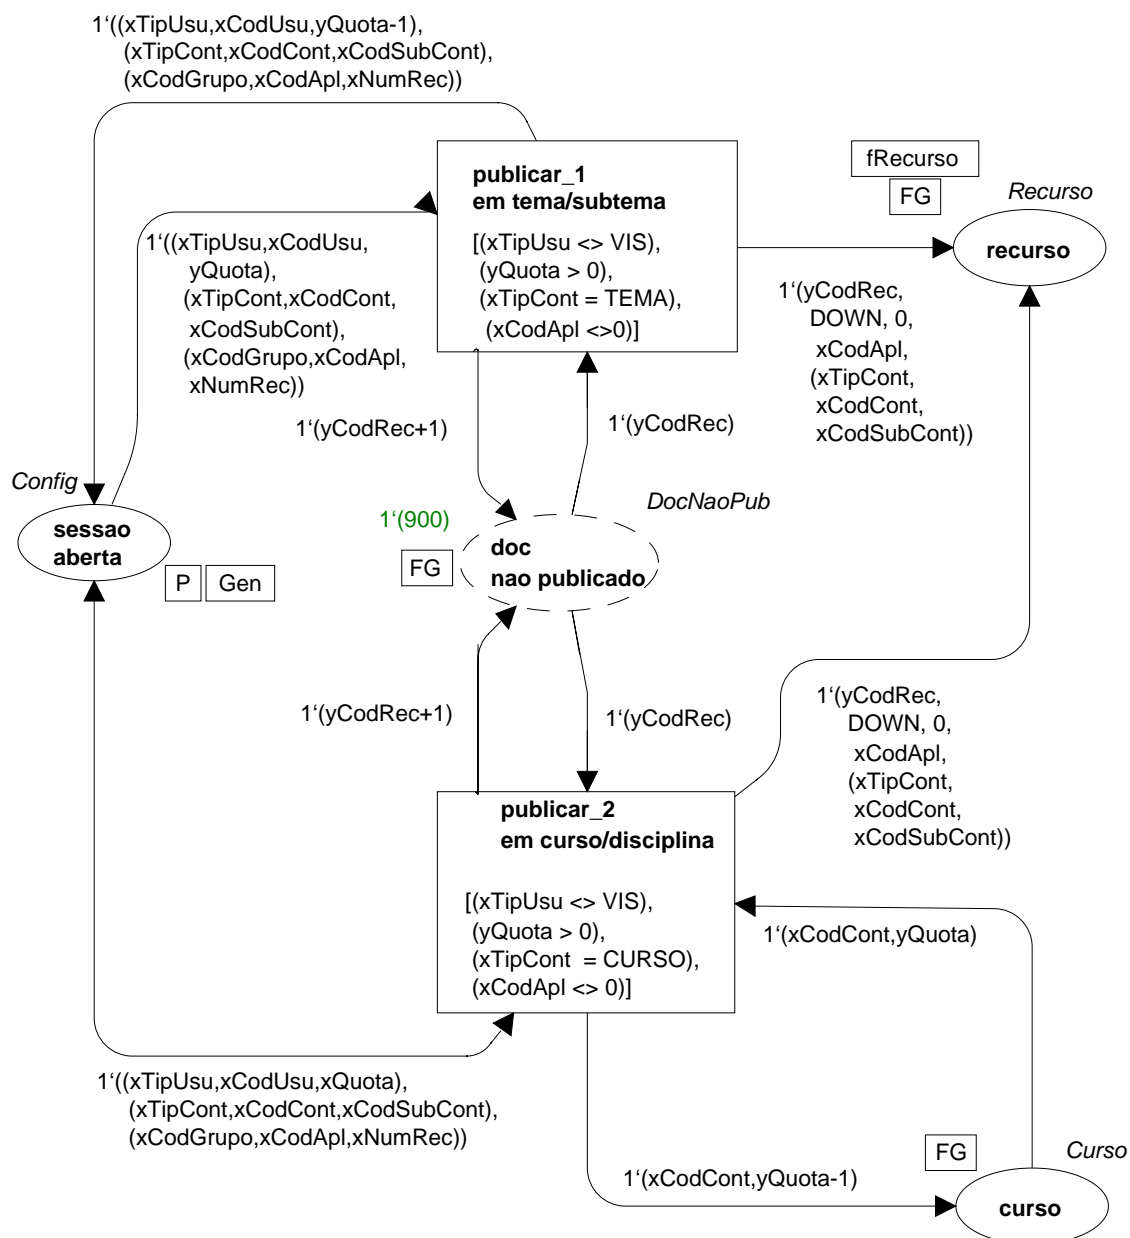 1‘((xTipUsu,xCodUsu,yQuota-1),
(xTipCont,xCodCont,xCodSubCont),
(xCodGrupo,xCodApl,xNumRec))
publicar_1
em tema/subtema
[(xTipUsu <> VIS),
(yQuota > 0),
(xTipCont = TEMA),
(xCodApl <>0)]
fRecurso
FG
Recurso
recurso
1‘((xTipUsu,xCodUsu,
yQuota),
(xTipCont,xCodCont,
xCodSubCont),
(xCodGrupo,xCodApl,
xNumRec))
1‘(yCodRec,
DOWN, 0,
xCodApl,
(xTipCont,
xCodCont,
xCodSubCont))
1‘(yCodRec+1)
1‘(yCodRec)
Config
sessao
aberta
P
Gen
DocNaoPub
1‘(900)
FG
doc
nao publicado
1‘(yCodRec+1)
1‘(yCodRec)
1‘(yCodRec,
DOWN, 0,
xCodApl,
(xTipCont,
xCodCont,
xCodSubCont))
publicar_2
em curso/disciplina
[(xTipUsu <> VIS),
(yQuota > 0),
(xTipCont  = CURSO),
(xCodApl <> 0)]
1‘(xCodCont,yQuota)
1‘((xTipUsu,xCodUsu,xQuota),
(xTipCont,xCodCont,xCodSubCont),
(xCodGrupo,xCodApl,xNumRec))
1‘(xCodCont,yQuota-1)
FG
Curso
curso